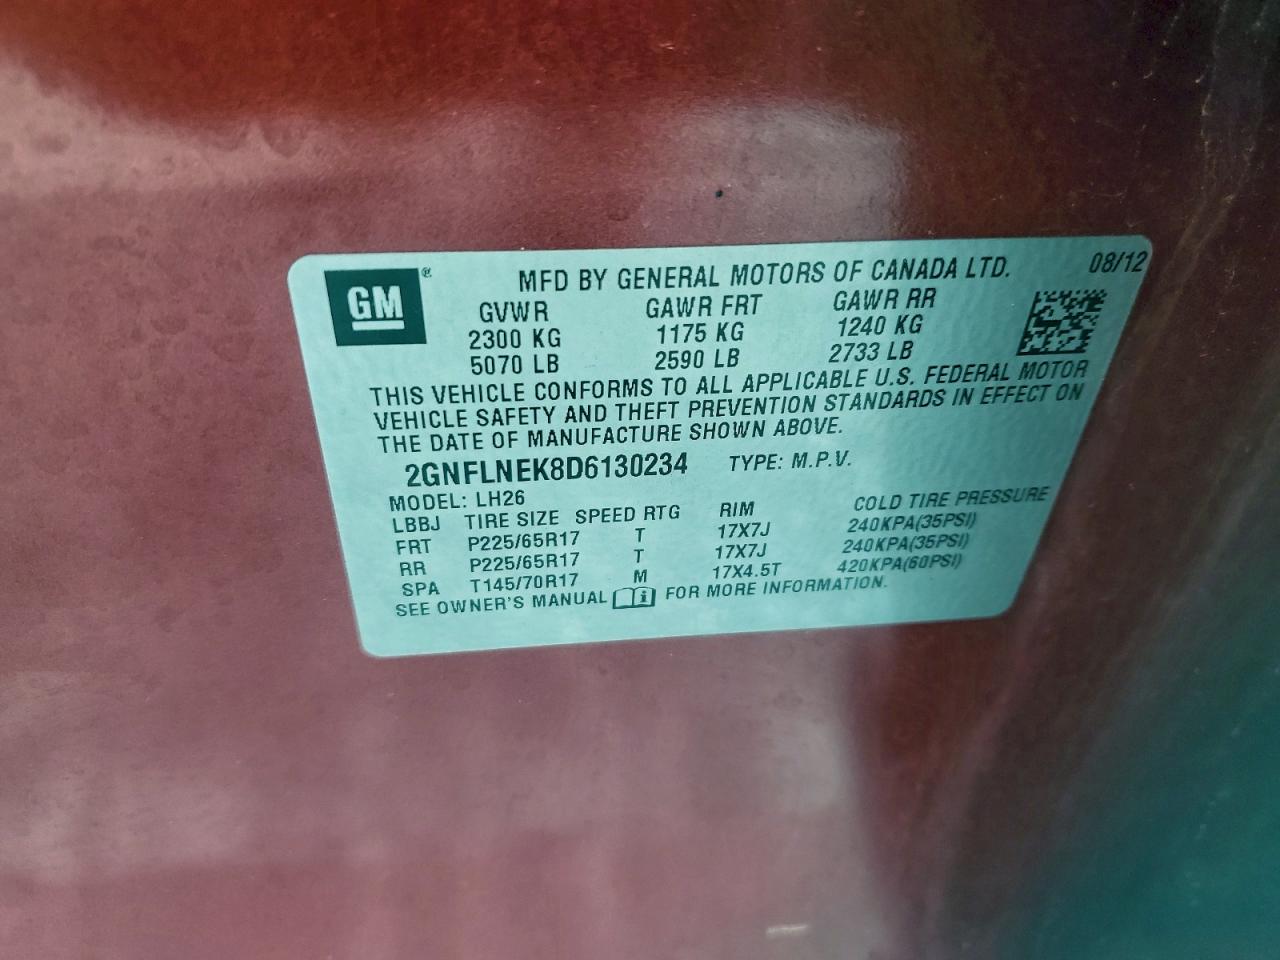 GM ® MFD BY GENERAL MOTORS OF CANADA LTD. 08/12
GVWR GAWR FRT GAWR RR
2300 KG 1175 KG 1240 KG
5070 LB 2590 LB 2733 LB
THIS VEHICLE CONFORMS TO ALL APPLICABLE U.S. FEDERAL MOTOR
VEHICLE SAFETY AND THEFT PREVENTION STANDARDS IN EFFECT ON
THE DATE OF MANUFACTURE SHOWN ABOVE.
2GNFLNEK8D6130234 TYPE: M.P.V.
MODEL: LH26
LBBJ TIRE SIZE SPEED RTG RIM COLD TIRE PRESSURE
FRT P225/65R17 T 17X7J 240KPA(35PSI)
RR P225/65R17 T 17X7J 240KPA(35PSI)
SPA T145/70R17 M 17X4.5T 420KPA(60PSI)
SEE OWNER'S MANUAL FOR MORE INFORMATION.